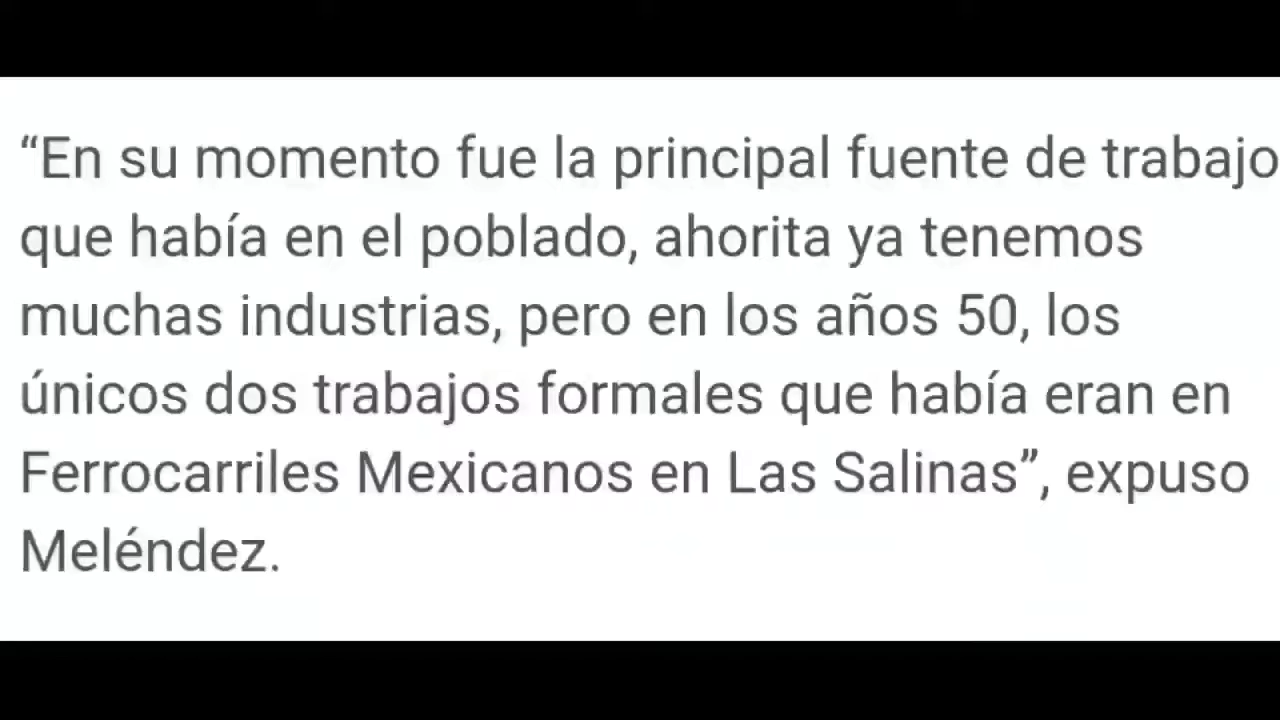 “En su momento fue la principal fuente de trabajo
que había en el poblado, ahorita ya tenemos
muchas industrias, pero en los años 50, los
únicos dos trabajos formales que había eran en
Ferrocarriles Mexicanos en Las Salinas”, expuso
Meléndez.